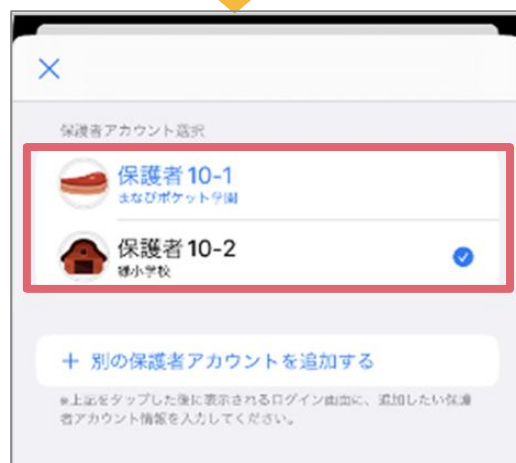 保護者アカウント選択
保護者10-1
まなびポケット学園
保護者10-2
小学校
+ 別の保護者アカウントを追加する
※上記をタップした後に表示されるログイン画面に、追加したい保護
者アカウント情報を入力してください。